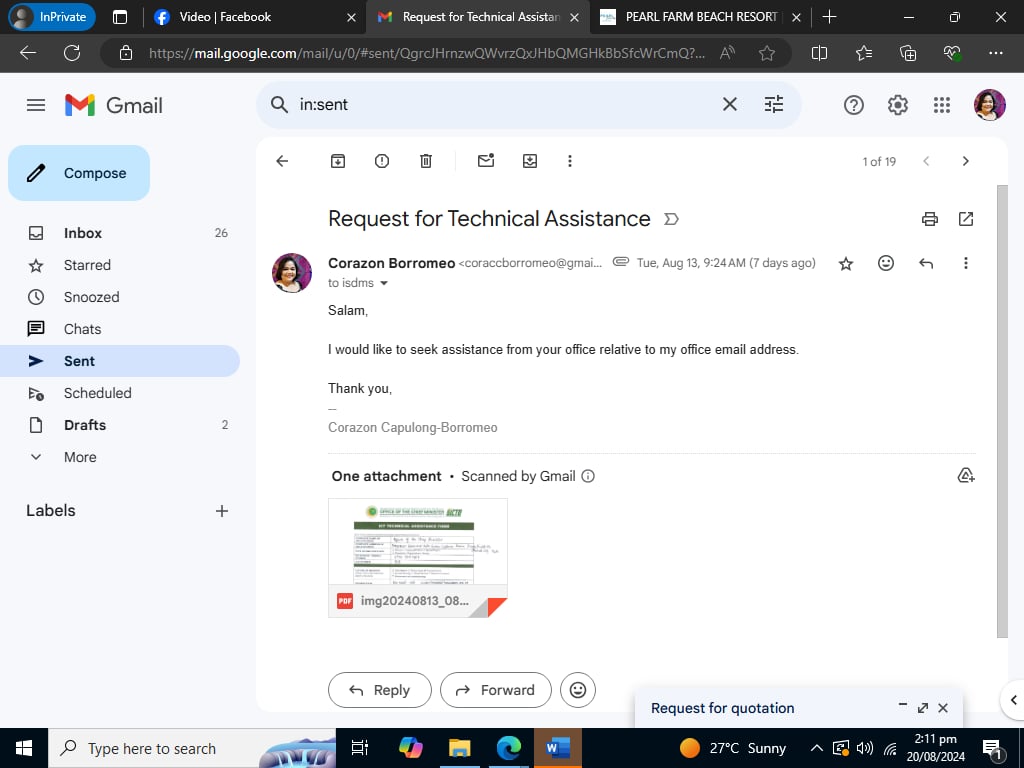 InPrivate
Video | Facebook
Request for Technical Assistan
PEARL FARM BEACH RESORT
https://mail.google.com/mail/u/0/#sent/QgrcJHrnzwQWvrzQxJHbQMGHkBbSfcWrCmQ?...
Gmail
in:sent
Compose
1 of 19
Inbox 26
Starred
Snoozed
Chats
Sent
Scheduled
Drafts 2
More
Labels
Request for Technical Assistance
Corazon Borromeo <coraccborromeo@gmai... Tue, Aug 13, 9:24 AM (7 days ago)
to isdms
Salam,
I would like to seek assistance from your office relative to my office email address.
Thank you,
--
Corazon Capulong-Borromeo
One attachment • Scanned by Gmail
OFFICE OF THE CHIEF MINISTER
ICT TECHNICAL ASSISTANCE FORM
PDF img20240813_08...
Reply
Forward
Request for quotation
Type here to search
27°C Sunny
2:11 pm
20/08/2024
1